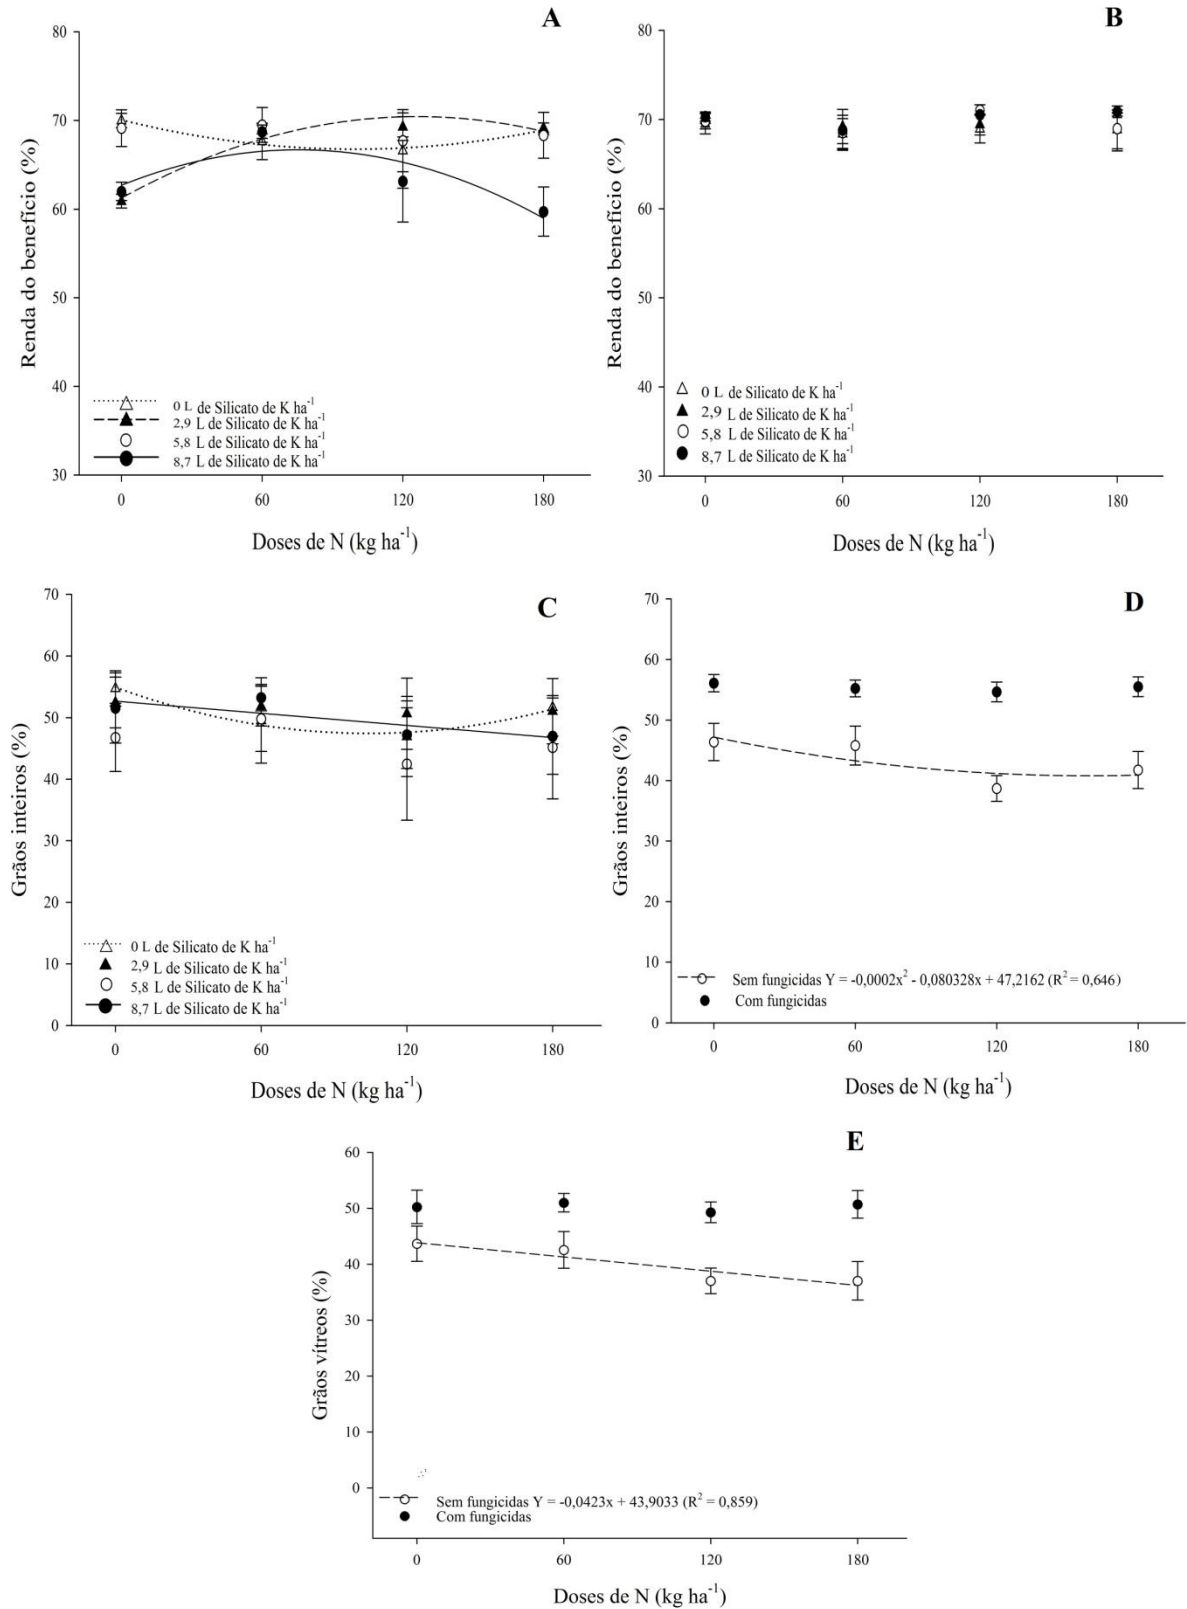 A
80
70
60
50
40
30
Renda do benefício (%)
0 L de Silicato de K ha⁻¹
2,9 L de Silicato de K ha⁻¹
5,8 L de Silicato de K ha⁻¹
8,7 L de Silicato de K ha⁻¹
0 60 120 180
Doses de N (kg ha⁻¹)
B
80
70
60
50
40
30
Renda do benefício (%)
0 L de Silicato de K ha⁻¹
2,9 L de Silicato de K ha⁻¹
5,8 L de Silicato de K ha⁻¹
8,7 L de Silicato de K ha⁻¹
0 60 120 180
Doses de N (kg ha⁻¹)
C
70
60
50
40
30
20
10
0
Grãos inteiros (%)
0 L de Silicato de K ha⁻¹
2,9 L de Silicato de K ha⁻¹
5,8 L de Silicato de K ha⁻¹
8,7 L de Silicato de K ha⁻¹
0 60 120 180
Doses de N (kg ha⁻¹)
D
70
60
50
40
30
20
10
0
Grãos inteiros (%)
Sem fungicidas Y = -0,0002x² - 0,080328x + 47,2162 (R² = 0,646)
Com fungicidas
0 60 120 180
Doses de N (kg ha⁻¹)
E
60
50
40
30
20
10
0
Grãos vítreos (%)
Sem fungicidas Y = -0,0423x + 43,9033 (R² = 0,859)
Com fungicidas
0 60 120 180
Doses de N (kg ha⁻¹)